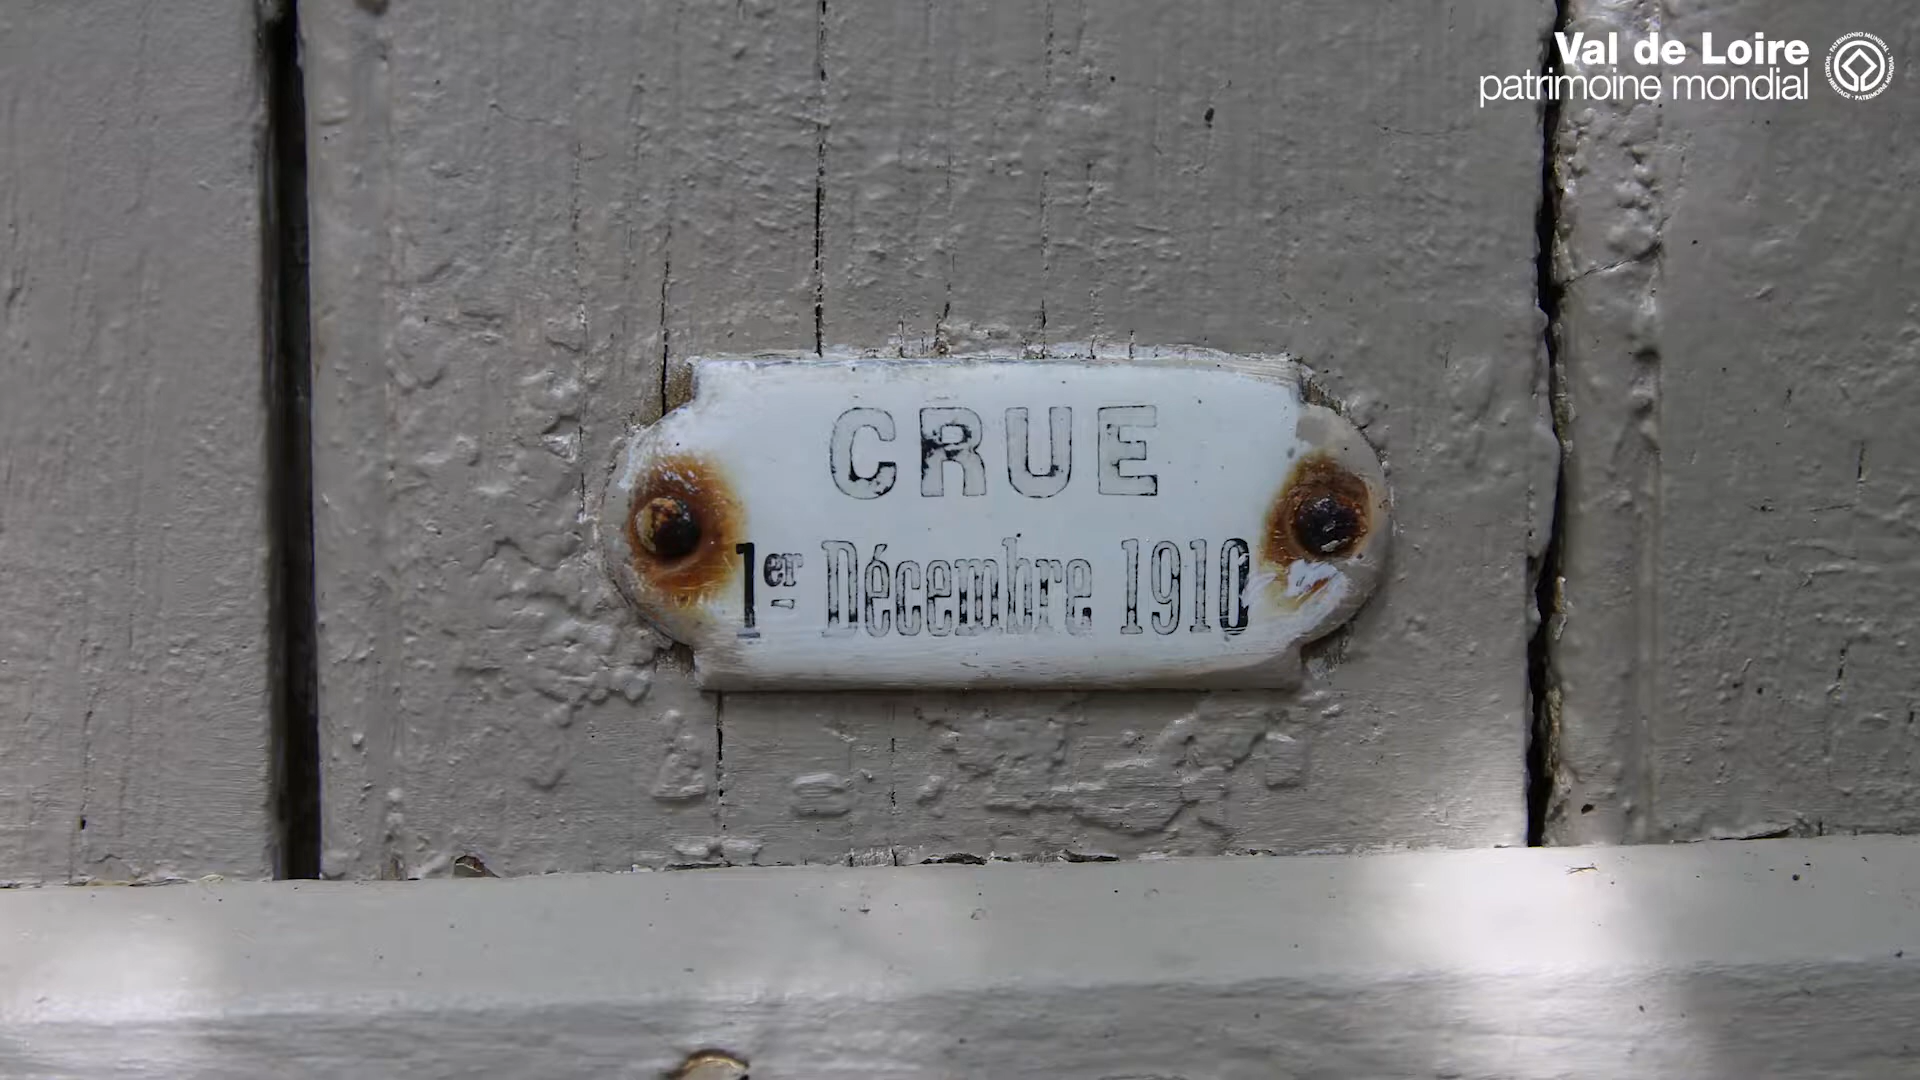 Val de Loire
patrimoine mondial
CRUE
1er Décembre 1910